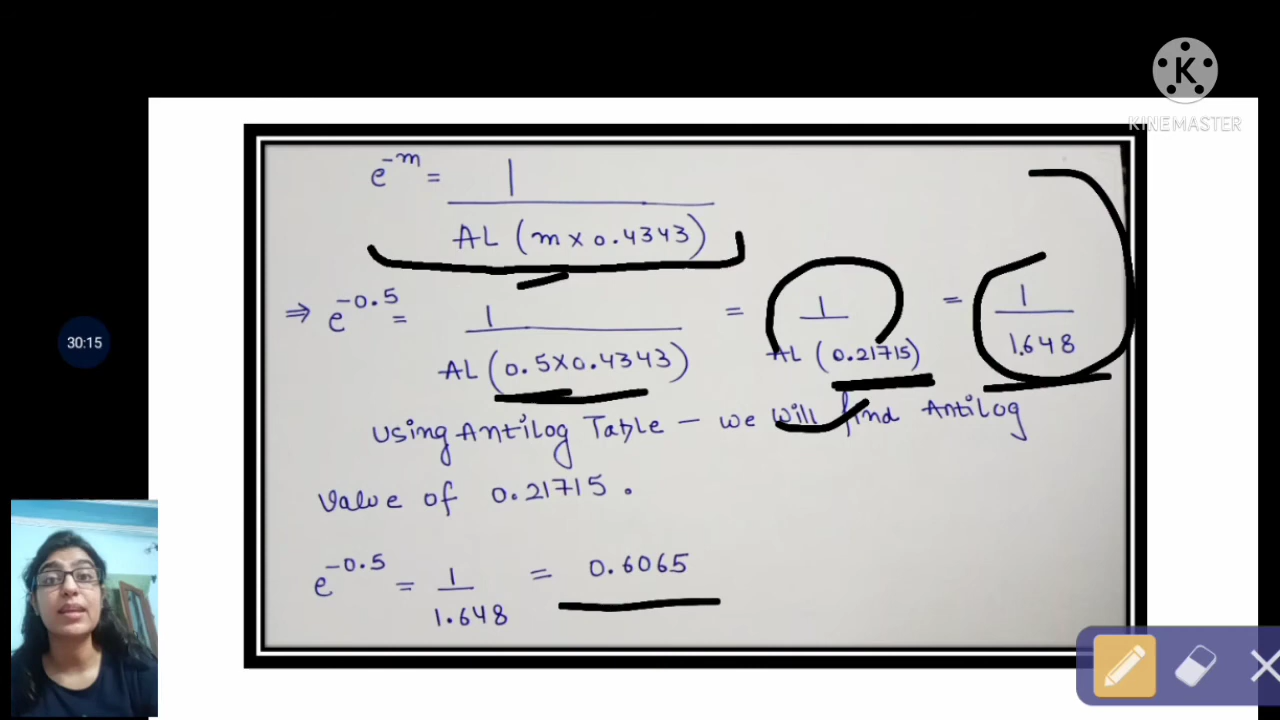 K
KINEMASTER
e^-m = 1 / AL (m x 0.4343)
⇒ e^-0.5 = 1 / AL (0.5x0.4343) = 1 / AL (0.21715) = 1 / 1.648
using Antilog Table - we will find Antilog
value of 0.21715.
e^-0.5 = 1 / 1.648 = 0.6065
30:15